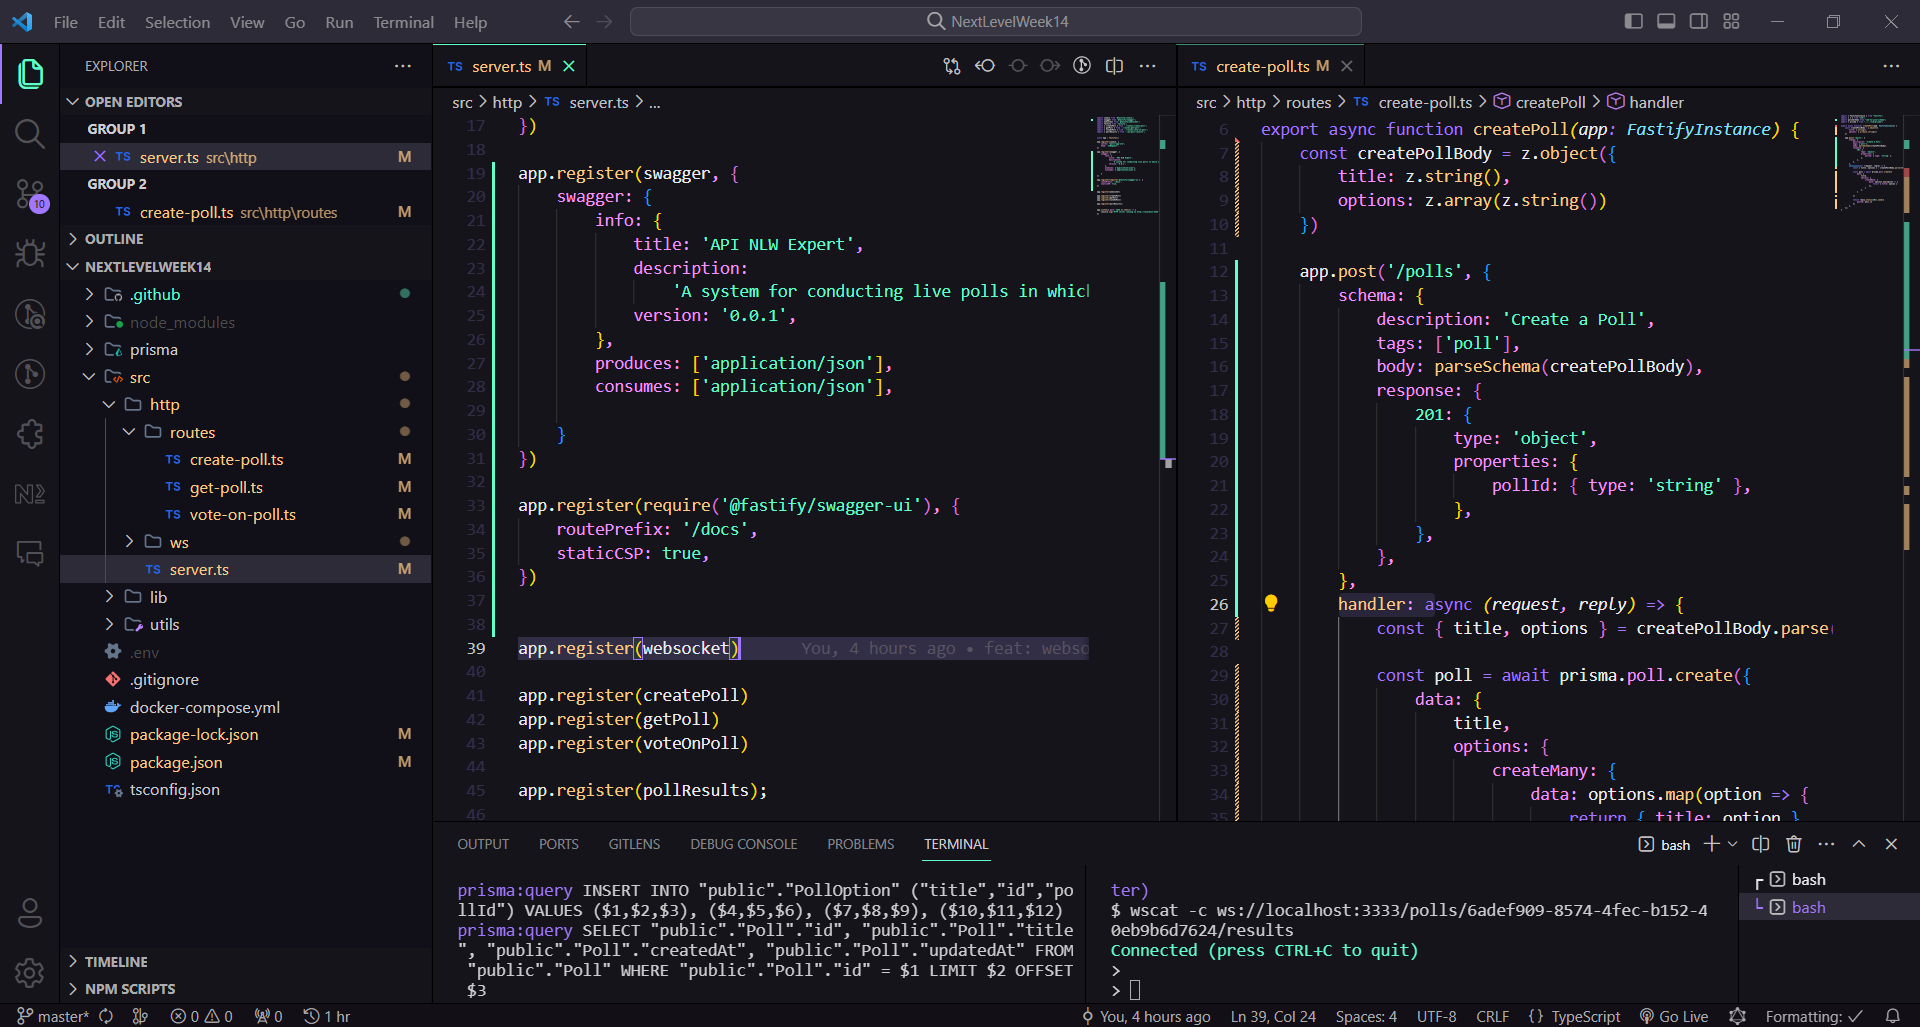 File Edit Selection View Go Run Terminal Help
NextLevelWeek14
EXPLORER
OPEN EDITORS
GROUP 1
TS server.ts src\http M
GROUP 2
TS create-poll.ts src\http\routes M
OUTLINE
NEXTLEVELWEEK14
.github
node_modules
prisma
src
http
routes
TS create-poll.ts M
TS get-poll.ts M
TS vote-on-poll.ts M
ws
TS server.ts M
lib
utils
.env
.gitignore
docker-compose.yml
package-lock.json M
package.json M
tsconfig.json
TIMELINE
NPM SCRIPTS
10
TS server.ts M
src > http > TS server.ts > ...
17 })
18
19 app.register(swagger, {
20 swagger: {
21 info: {
22 title: 'API NLW Expert',
23 description:
24 'A system for conducting live polls in which
25 version: '0.0.1',
26 },
27 produces: ['application/json'],
28 consumes: ['application/json'],
29
30 }
31 })
32
33 app.register(require('@fastify/swagger-ui'), {
34 routePrefix: '/docs',
35 staticCSP: true,
36 })
37
38
39 app.register(websocket) You, 4 hours ago • feat: websc
40
41 app.register(createPoll)
42 app.register(getPoll)
43 app.register(voteOnPoll)
44
45 app.register(pollResults);
46
TS create-poll.ts M
src > http > routes > TS create-poll.ts > createPoll > handler
6 export async function createPoll(app: FastifyInstance) {
7 const createPollBody = z.object({
8 title: z.string(),
9 options: z.array(z.string())
10 })
11
12 app.post('/polls', {
13 schema: {
14 description: 'Create a Poll',
15 tags: ['poll'],
16 body: parseSchema(createPollBody),
17 response: {
18 201: {
19 type: 'object',
20 properties: {
21 pollId: { type: 'string' },
22 },
23 },
24 },
25 },
26 handler: async (request, reply) => {
27 const { title, options } = createPollBody.parse(
28
29 const poll = await prisma.poll.create({
30 data: {
31 title,
32 options: {
33 createMany: {
34 data: options.map(option => {
35 return { title: option }
OUTPUT PORTS GITLENS DEBUG CONSOLE PROBLEMS TERMINAL
bash
prisma:query INSERT INTO "public"."PollOption" ("title","id","po
llId") VALUES ($1,$2,$3), ($4,$5,$6), ($7,$8,$9), ($10,$11,$12)
prisma:query SELECT "public"."Poll"."id", "public"."Poll"."title
", "public"."Poll"."createdAt", "public"."Poll"."updatedAt" FROM
"public"."Poll" WHERE "public"."Poll"."id" = $1 LIMIT $2 OFFSET
$3
ter)
$ wscat -c ws://localhost:3333/polls/6adef909-8574-4fec-b152-4
0eb9b6d7624/results
Connected (press CTRL+C to quit)
>
>
bash
bash
master* 0 0 0 1 hr You, 4 hours ago Ln 39, Col 24 Spaces: 4 UTF-8 CRLF { } TypeScript Go Live Formatting: ✓